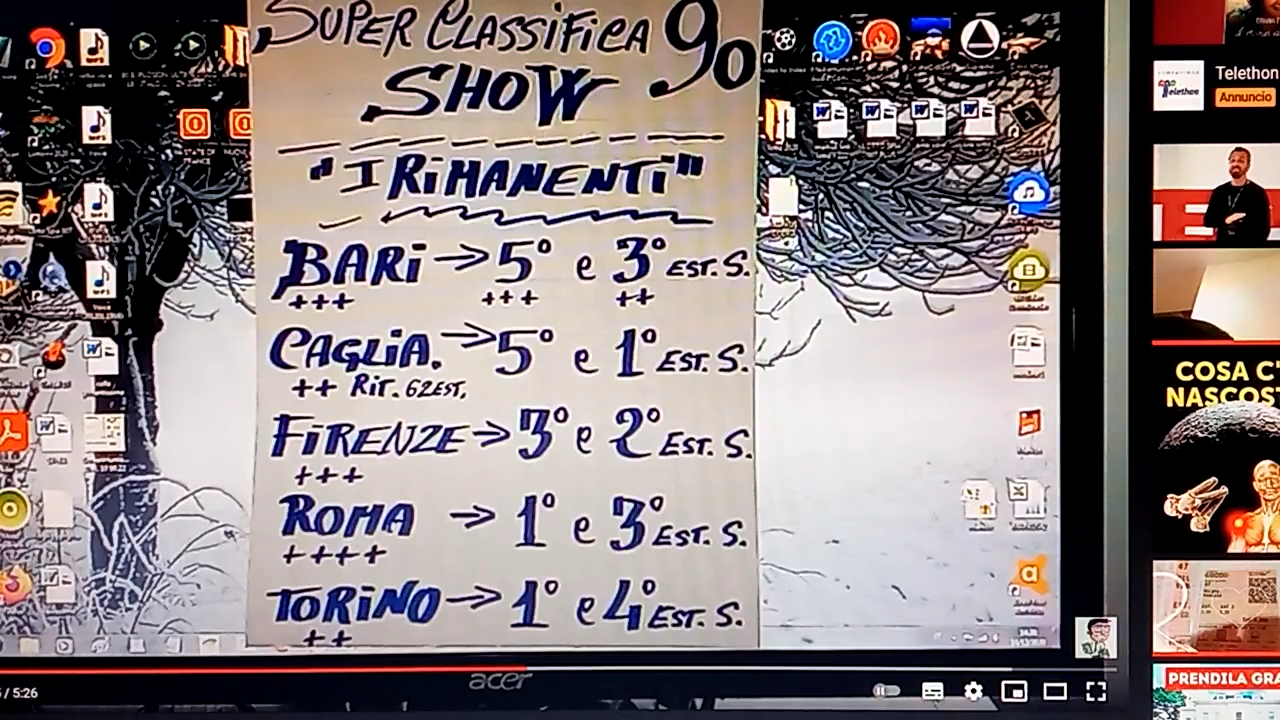 SUPER CLASSIFICA 90
SHOW
"I RIMANENTI"
BARI → 5° e 3° EST. S.
+++ +++ ++
CAGLIA. → 5° e 1° EST. S.
++ RIT. 62 EST.
FIRENZE → 3° e 2° EST. S.
+++
ROMA → 1° e 3° EST. S.
++++
TORINO → 1° e 4° EST. S.
++
/ 5:26
acer
Telethon
Annuncio
Telethon
COSA C'
NASCOST
PRENDILA GRA